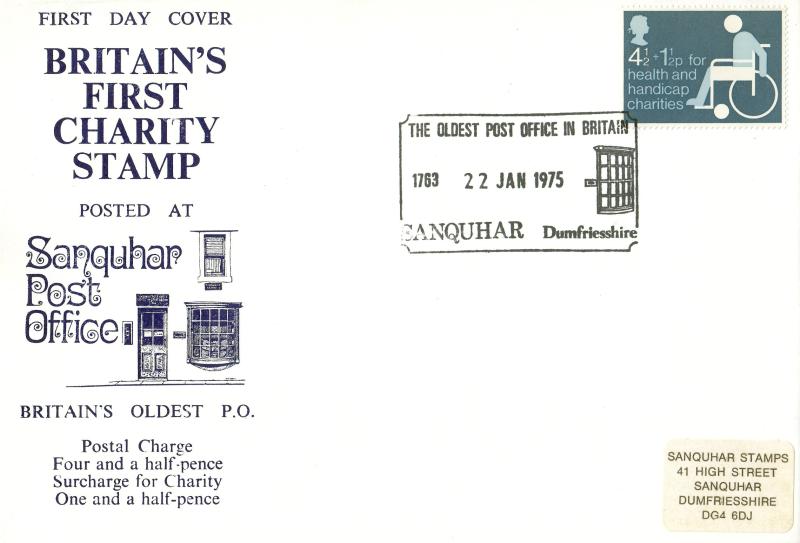 FIRST DAY COVER
BRITAIN'S
FIRST
CHARITY
STAMP
POSTED AT
Sanquhar
Post
Office
BRITAIN'S OLDEST P.O.
Postal Charge
Four and a half-pence
Surcharge for Charity
One and a half-pence
4½+1½p for
health and
handicap
charities
THE OLDEST POST OFFICE IN BRITAIN
1763 22 JAN 1975
SANQUHAR Dumfriesshire
SANQUHAR STAMPS
41 HIGH STREET
SANQUHAR
DUMFRIESSHIRE
DG4 6DJ